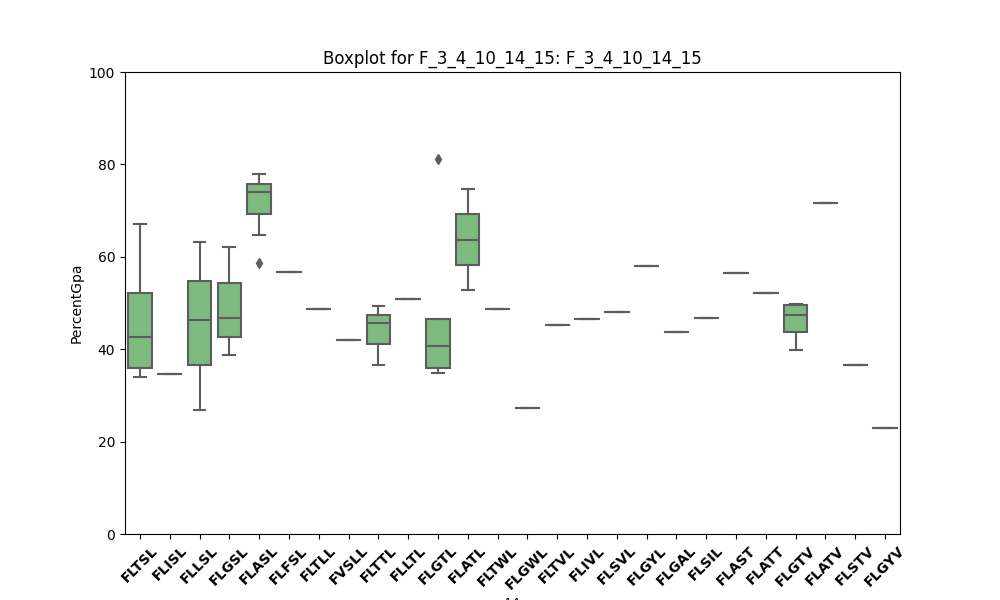 Boxplot for F_3_4_10_14_15: F_3_4_10_14_15
PercentGpa
100
80
60
40
20
0
FLTSL
FLISL
FLLSL
FLGSL
FLASL
FLFSL
FLTLL
FVSLL
FLTTL
FLLTL
FLGTL
FLATL
FLTWL
FLGWL
FLTVL
FLIVL
FLSVL
FLGYL
FLGAL
FLSIL
FLAST
FLATT
FLGTV
FLATV
FLSTV
FLGYV